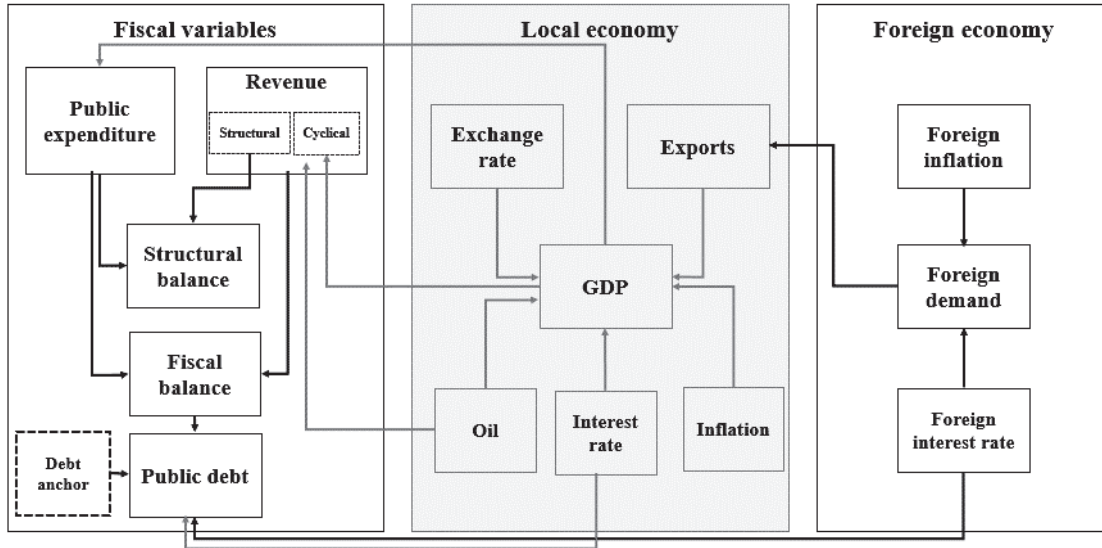 Fiscal variables
Public
expenditure
Revenue
Structural
Cyclical
Structural
balance
Fiscal
balance
Debt
anchor
Public debt
Local economy
Exchange
rate
Exports
GDP
Oil
Interest
rate
Inflation
Foreign economy
Foreign
inflation
Foreign
demand
Foreign
interest rate